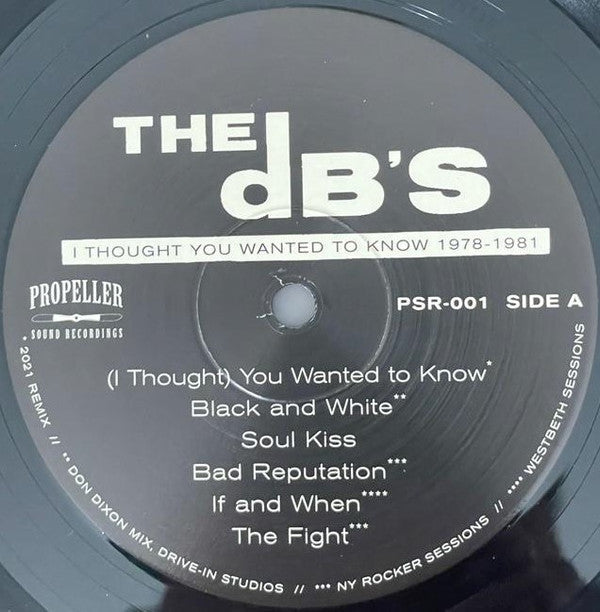 THE
dB'S
I THOUGHT YOU WANTED TO KNOW 1978-1981
PROPELLER
SOUND RECORDINGS
PSR-001 SIDE A
(I Thought) You Wanted to Know*
Black and White**
Soul Kiss
Bad Reputation***
If and When****
The Fight***
* 2021 REMIX // ** DON DIXON MIX, DRIVE-IN STUDIOS // *** NY ROCKER SESSIONS // **** WESTBETH SESSIONS